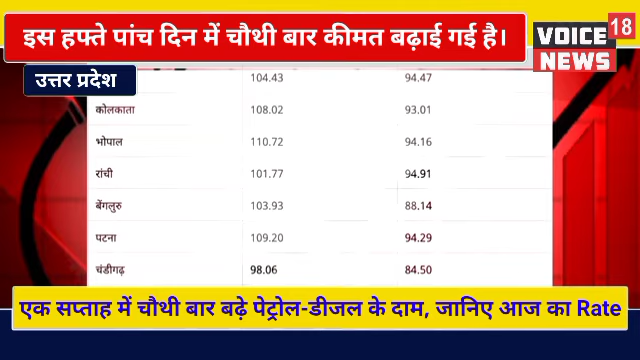 इस हफ्ते पांच दिन में चौथी बार कीमत बढ़ाई गई है।
VOICE 18
NEWS
उत्तर प्रदेश
104.43 94.47
कोलकाता 108.02 93.01
भोपाल 110.72 94.16
रांची 101.77 94.91
बेंगलुरु 103.93 88.14
पटना 109.20 94.29
चंडीगढ़ 98.06 84.50
एक सप्ताह में चौथी बार बढ़े पेट्रोल-डीजल के दाम, जानिए आज का Rate